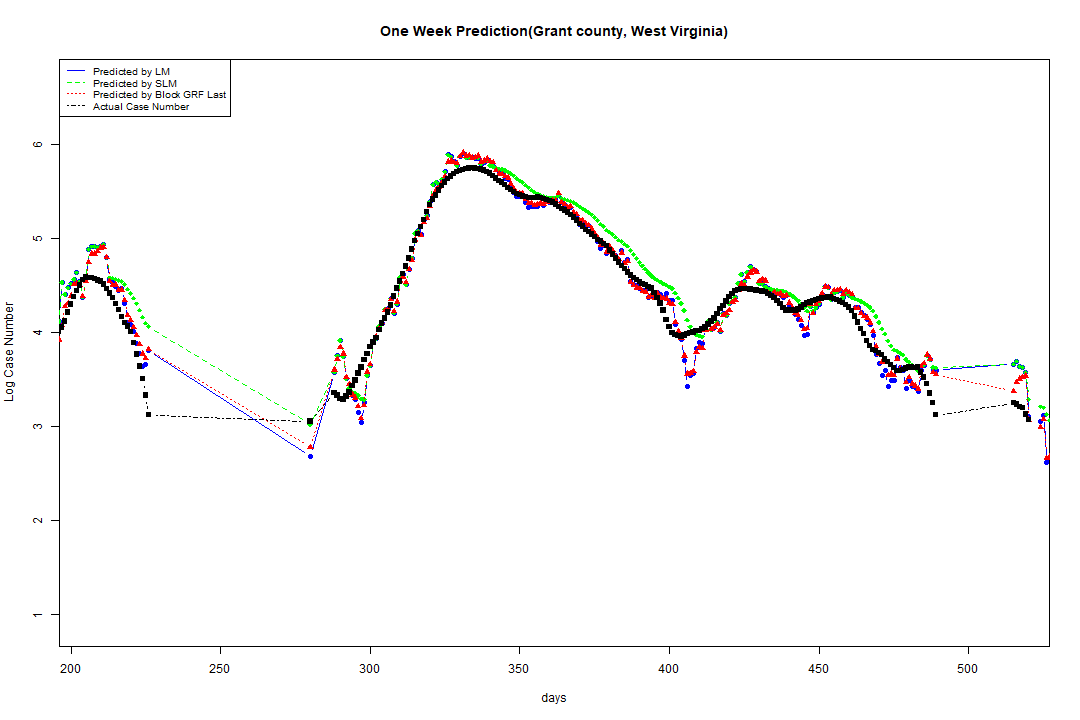 One Week Prediction(Grant county, West Virginia)
Predicted by LM
Predicted by SLM
Predicted by Block GRF Last
Actual Case Number
6
5
4
3
2
1
Log Case Number
200 250 300 350 400 450 500
days